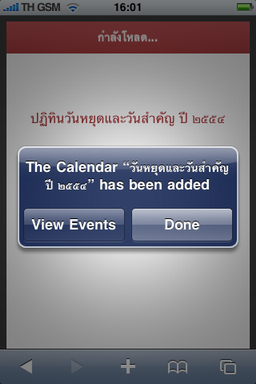 TH GSM 16:01
กำลังโหลด...
ปฏิทินวันหยุดและวันสำคัญ ปี ๒๕๕๔
The Calendar “วันหยุดและวันสำคัญ
ปี ๒๕๕๔” has been added
View Events Done